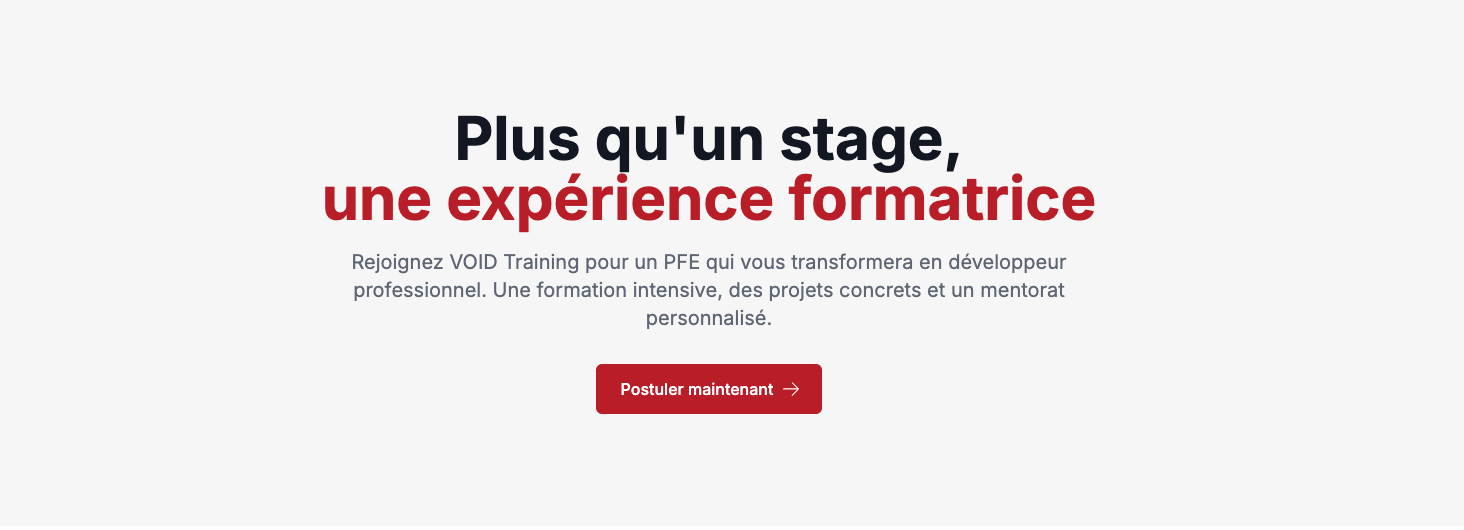 Plus qu'un stage,
une expérience formatrice
Rejoignez VOID Training pour un PFE qui vous transformera en développeur
professionnel. Une formation intensive, des projets concrets et un mentorat
personnalisé.
Postuler maintenant →